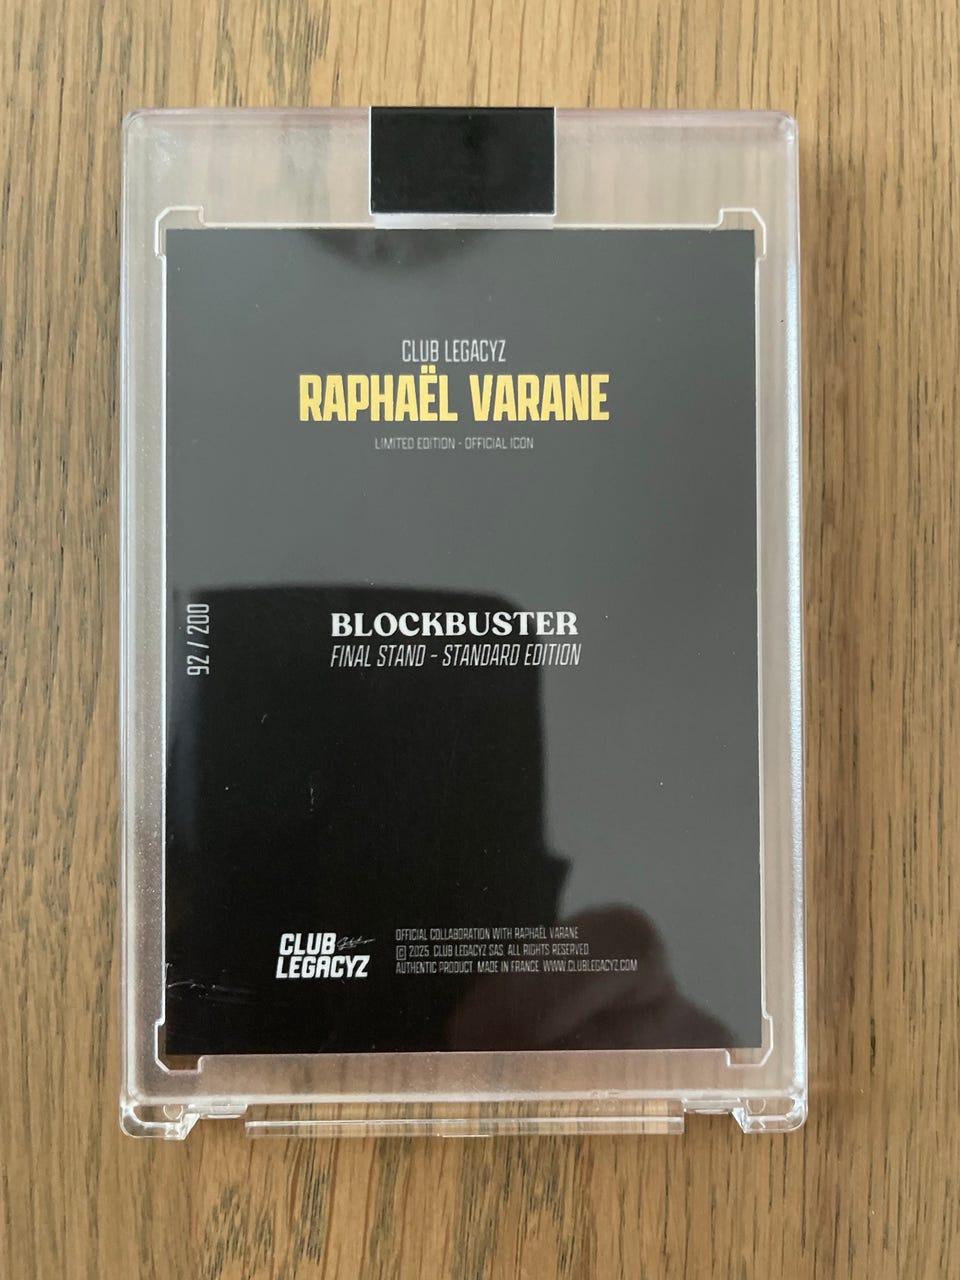 CLUB LEGACYZ
RAPHAËL VARANE
LIMITED EDITION - OFFICIAL ICON
92 / 200
BLOCKBUSTER
FINAL STAND - STANDARD EDITION
CLUB
LEGACYZ
OFFICIAL COLLABORATION WITH RAPHAËL VARANE
© 2025. CLUB LEGACYZ SAS. ALL RIGHTS RESERVED.
AUTHENTIC PRODUCT. MADE IN FRANCE. WWW.CLUBLEGACYZ.COM